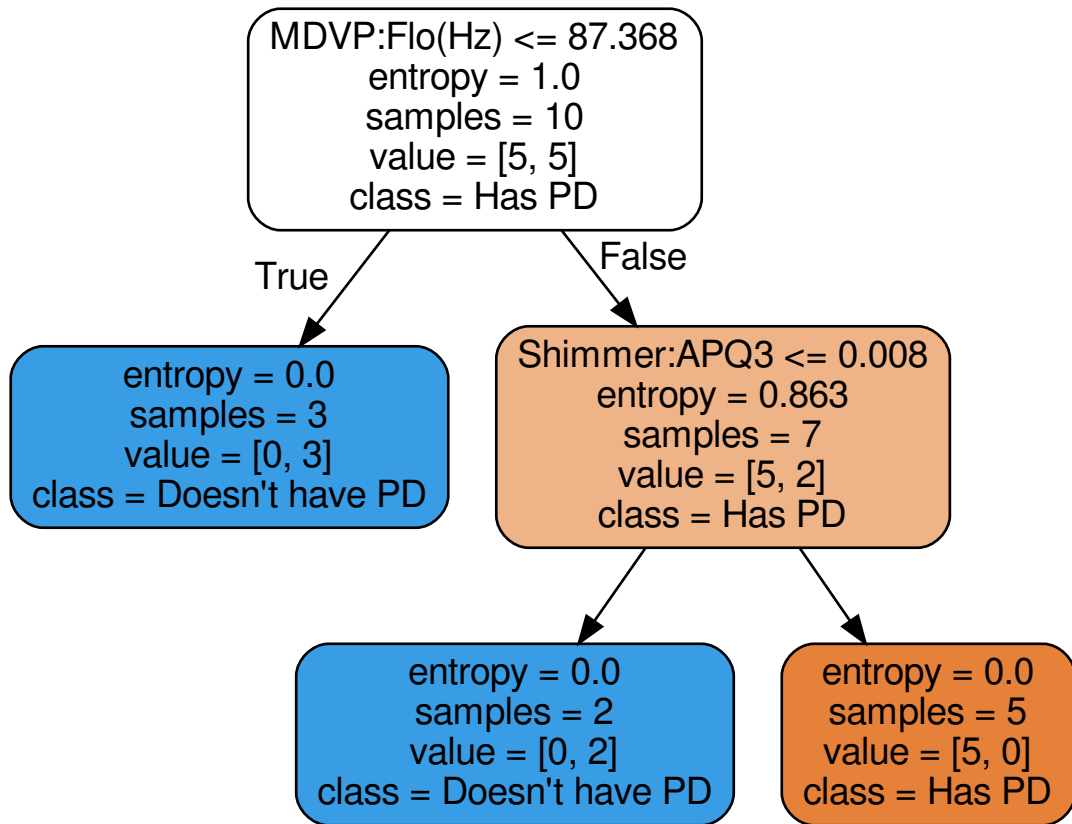 MDVP:Flo(Hz) <= 87.368
entropy = 1.0
samples = 10
value = [5, 5]
class = Has PD
True
False
entropy = 0.0
samples = 3
value = [0, 3]
class = Doesn't have PD
Shimmer:APQ3 <= 0.008
entropy = 0.863
samples = 7
value = [5, 2]
class = Has PD
entropy = 0.0
samples = 2
value = [0, 2]
class = Doesn't have PD
entropy = 0.0
samples = 5
value = [5, 0]
class = Has PD